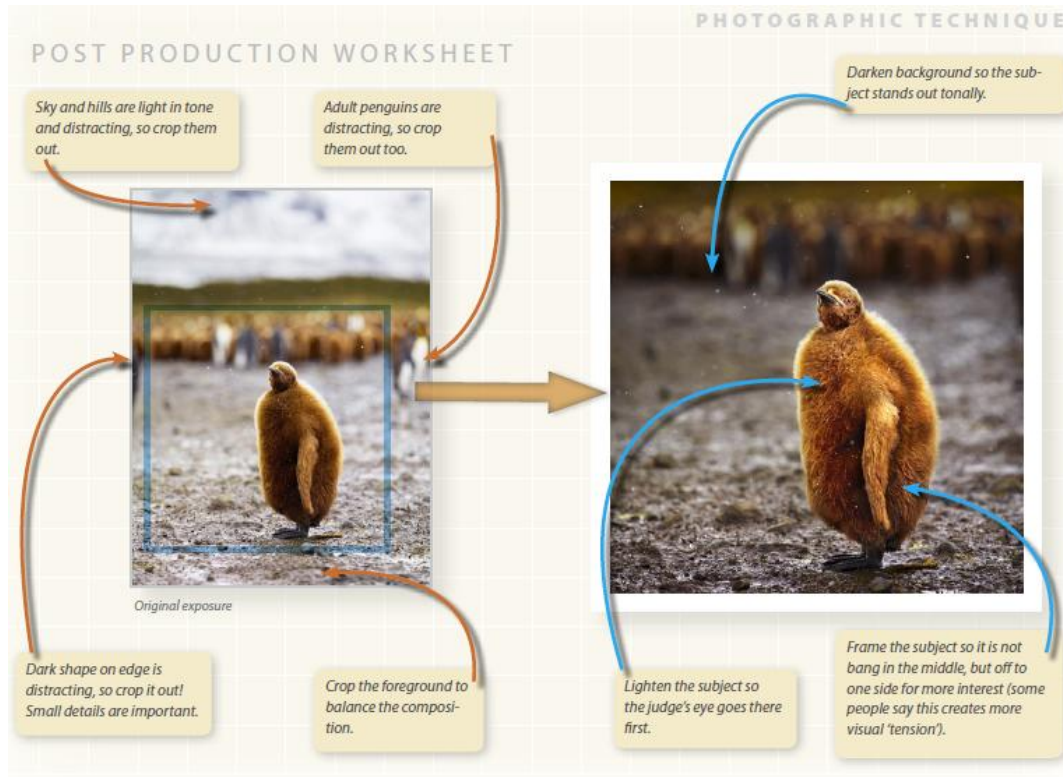 PHOTOGRAPHIC TECHNIQUE
POST PRODUCTION WORKSHEET
Sky and hills are light in tone
and distracting, so crop them
out.
Adult penguins are
distracting, so crop
them out too.
Darken background so the sub-
ject stands out tonally.
Original exposure
Dark shape on edge is
distracting, so crop it out!
Small details are important.
Crop the foreground to
balance the composi-
tion.
Lighten the subject so
the judge's eye goes there
first.
Frame the subject so it is not
bang in the middle, but off to
one side for more interest (some
people say this creates more
visual 'tension').